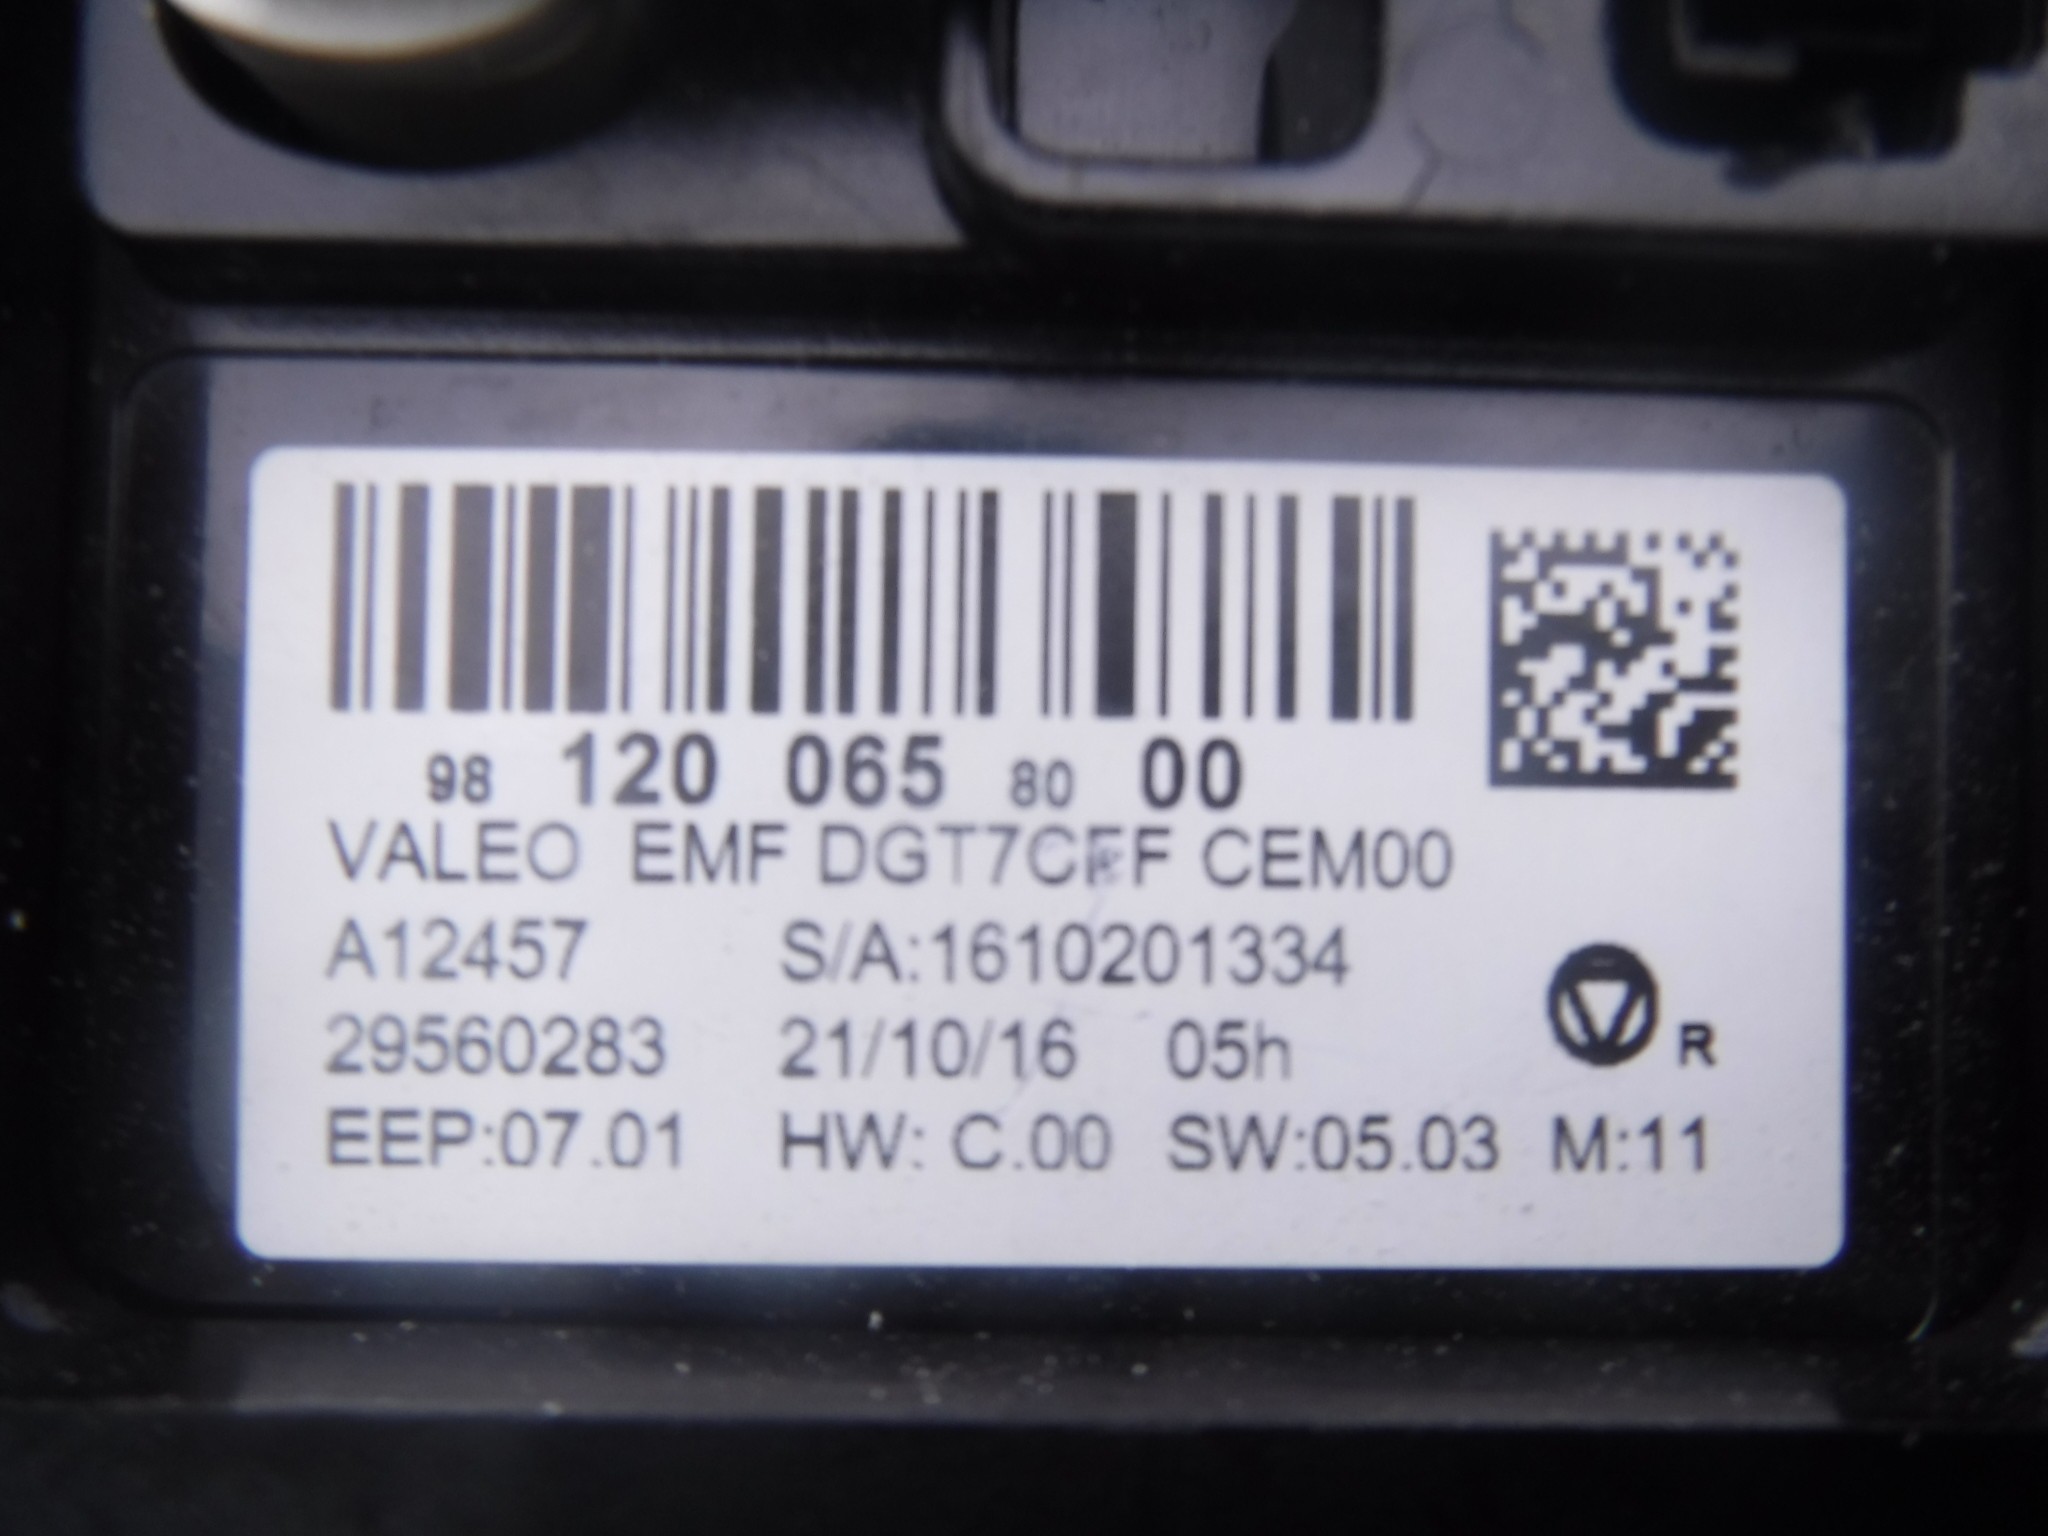 98 120 065 80 00
VALEO EMF DGT7CFF CEM00
A12457 S/A:1610201334
29560283 21/10/16 05h R
EEP:07.01 HW: C.00 SW:05.03 M:11